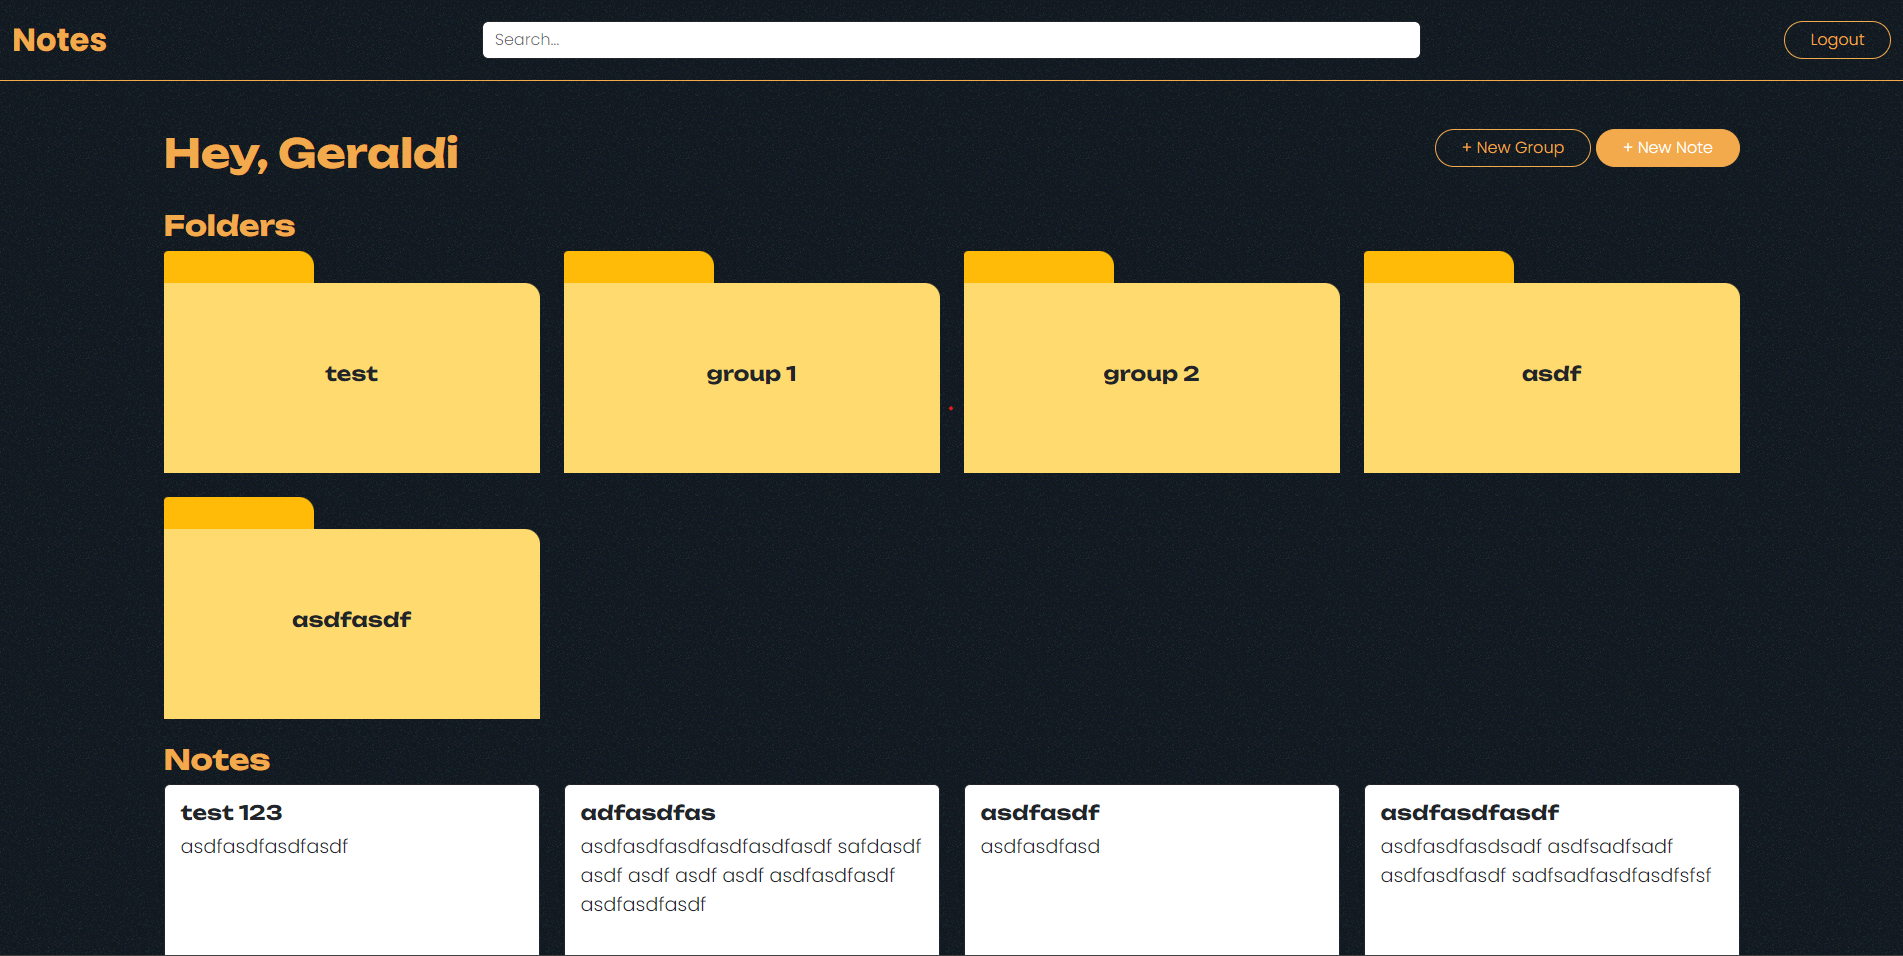 Notes
Search...
Logout
Hey, Geraldi
+ New Group
+ New Note
Folders
test
group 1
group 2
asdf
asdfasdf
Notes
test 123
asdfasdfasdfasdf
adfasdfas
asdfasdfasdfasdfasdfasdf safdasdf
asdf asdf asdf asdf asdfasdfasdf
asdfasdfasdf
asdfasdf
asdfasdfasd
asdfasdfasdf
asdfasdfasdsadf asdfsadfsadf
asdfasdfasdf sadfsadfasdfasdfsfsf